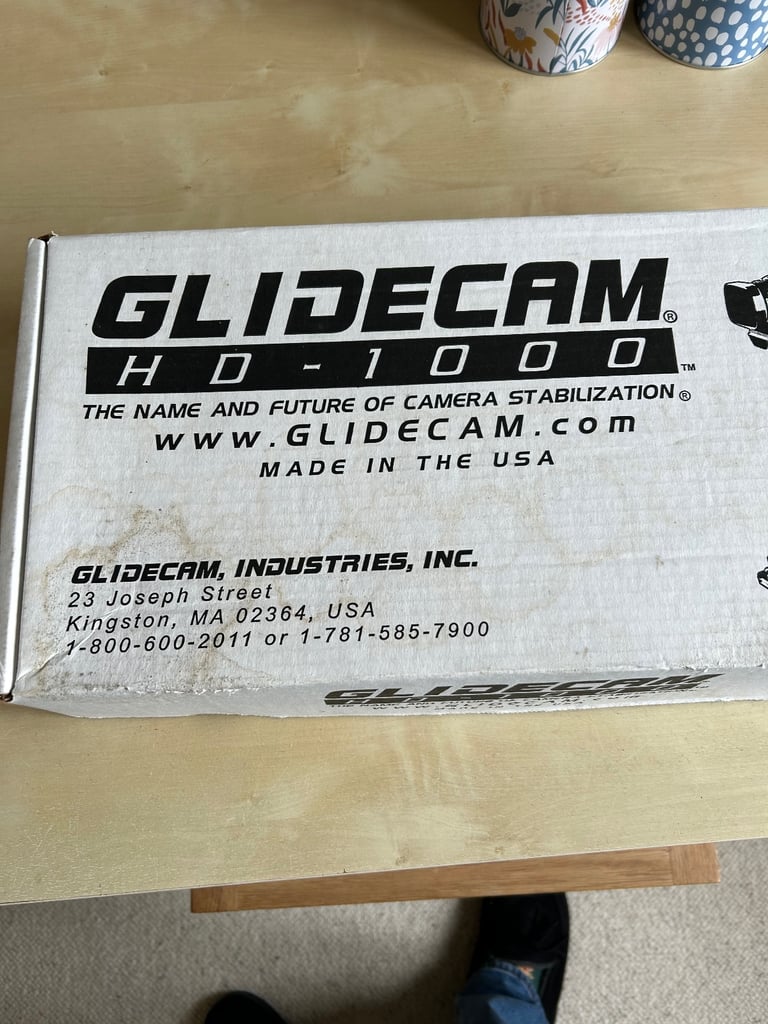 GLIDECAM®
HD-1000™
THE NAME AND FUTURE OF CAMERA STABILIZATION®
www.GLIDECAM.com
MADE IN THE USA
GLIDECAM, INDUSTRIES, INC.
23 Joseph Street
Kingston, MA 02364, USA
1-800-600-2011 or 1-781-585-7900
GLIDECAM